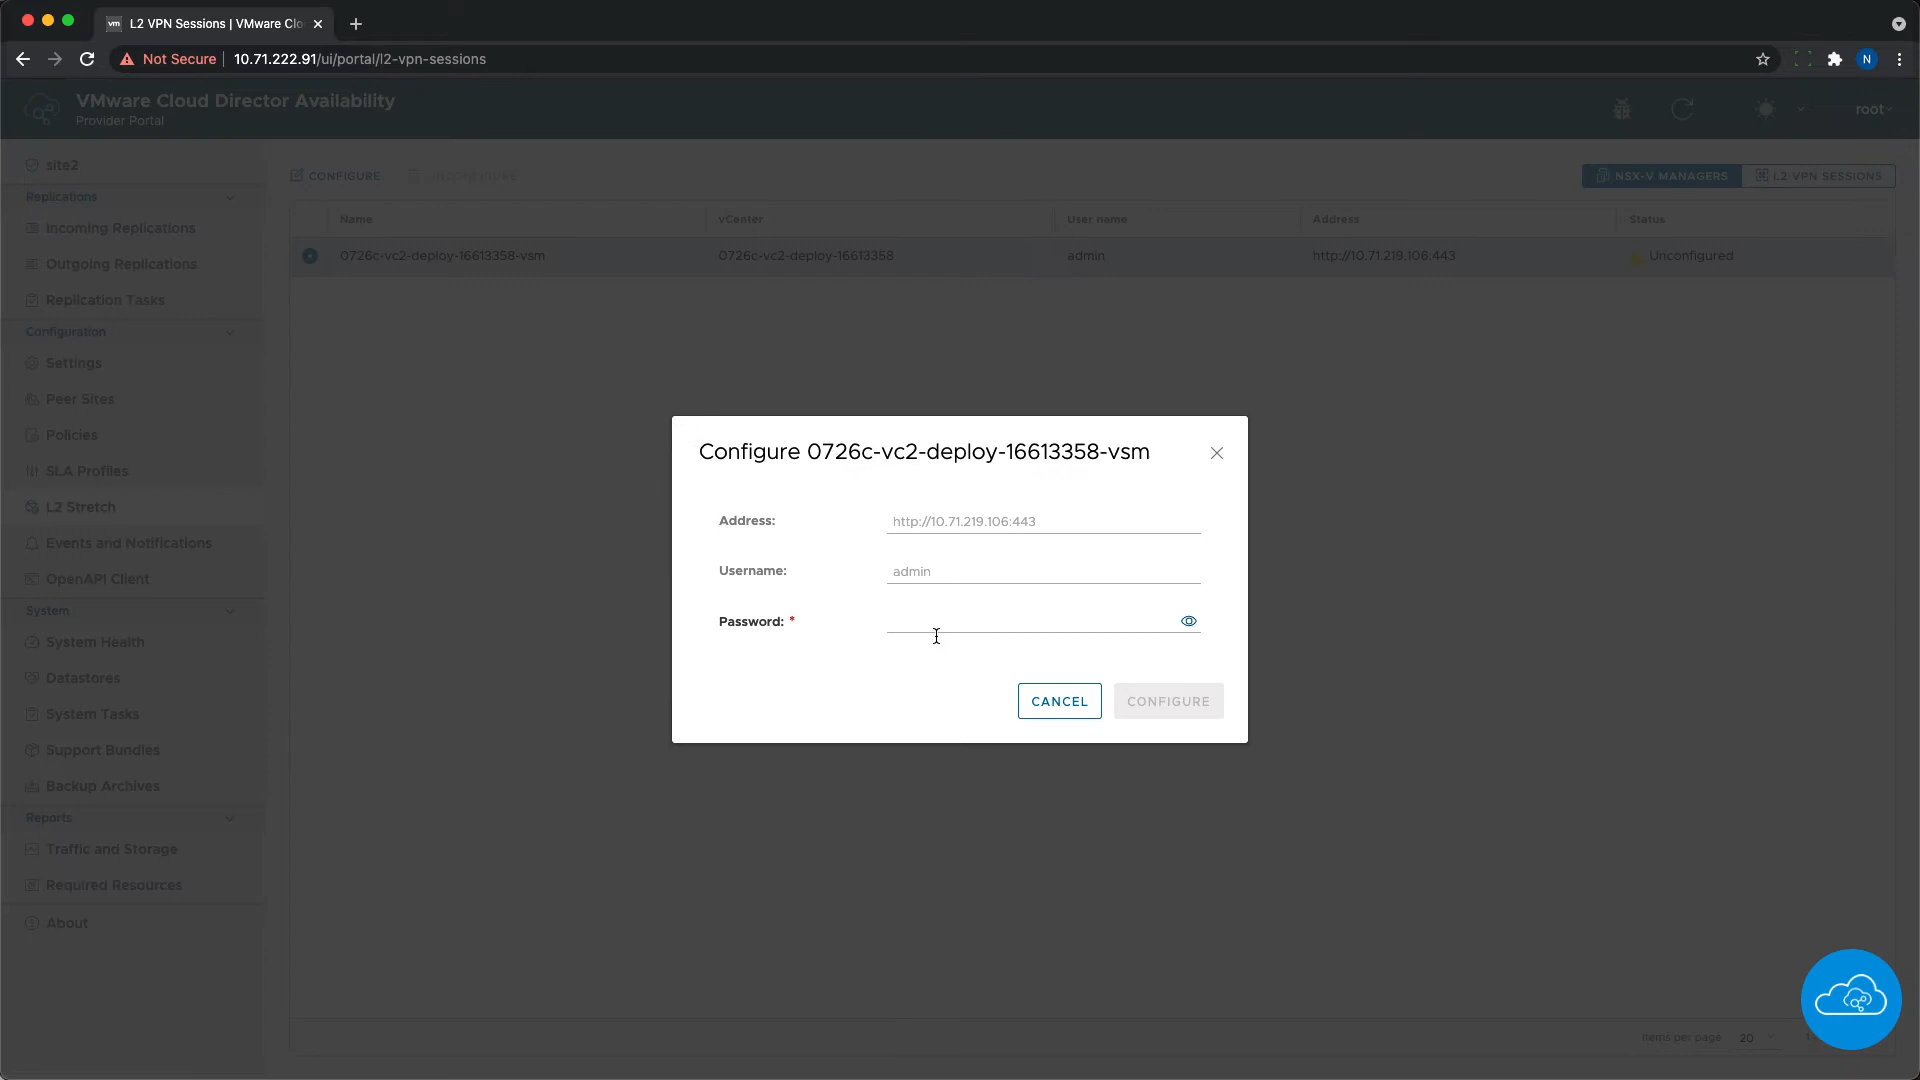 vm L2 VPN Sessions | VMware Clo
Not Secure 10.71.222.91/ui/portal/l2-vpn-sessions
N
VMware Cloud Director Availability
Provider Portal
root
site2
Replications
Incoming Replications
Outgoing Replications
Replication Tasks
Configuration
Settings
Peer Sites
Policies
SLA Profiles
L2 Stretch
Events and Notifications
OpenAPI Client
System
System Health
Datastores
System Tasks
Support Bundles
Backup Archives
Reports
Traffic and Storage
Required Resources
About
CONFIGURE UNCONFIGURE
NSX-V MANAGERS L2 VPN SESSIONS
Name vCenter User name Address Status
0726c-vc2-deploy-16613358-vsm 0726c-vc2-deploy-16613358 admin http://10.71.219.106:443 Unconfigured
Configure 0726c-vc2-deploy-16613358-vsm
Address: http://10.71.219.106:443
Username: admin
Password: *
CANCEL CONFIGURE
Items per page 20